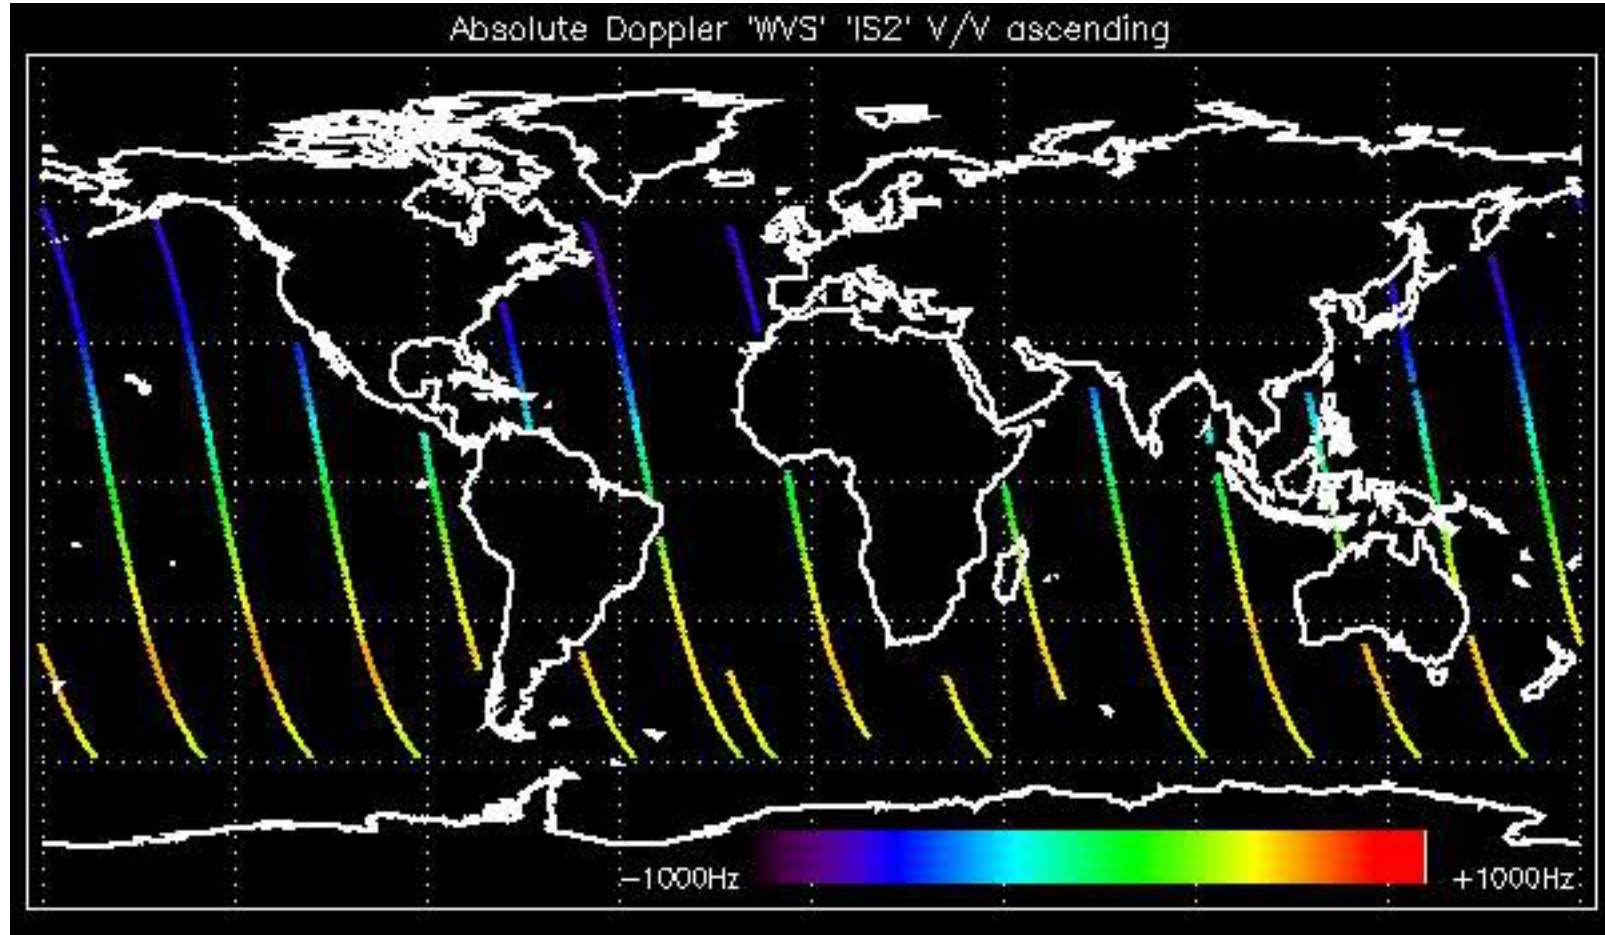 Absolute Doppler 'WVS' 'IS2' V/V ascending
-1000Hz +1000Hz